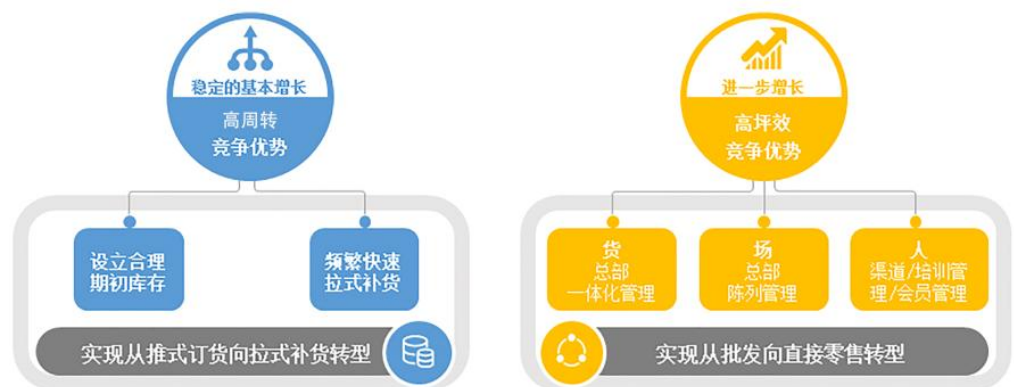 稳定的基本增长
高周转
竞争优势
设立合理
期初库存
频繁快速
拉式补货
实现从推式订货向拉式补货转型
进一步增长
高坪效
竞争优势
货
总部
一体化管理
场
总部
陈列管理
人
渠道/培训管
理/会员管理
实现从批发向直接零售转型